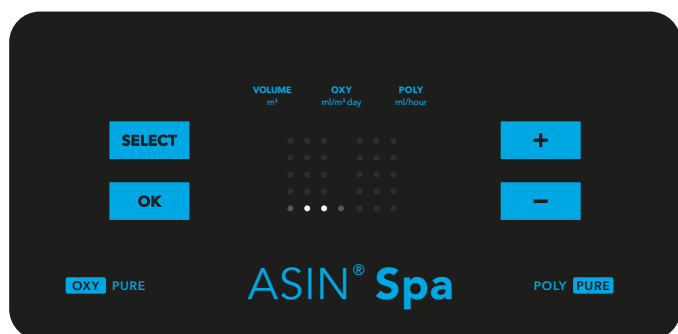 VOLUME OXY POLY
m³ ml/m³ day ml/hour
SELECT +
OK −
OXY PURE ASIN® Spa POLY PURE